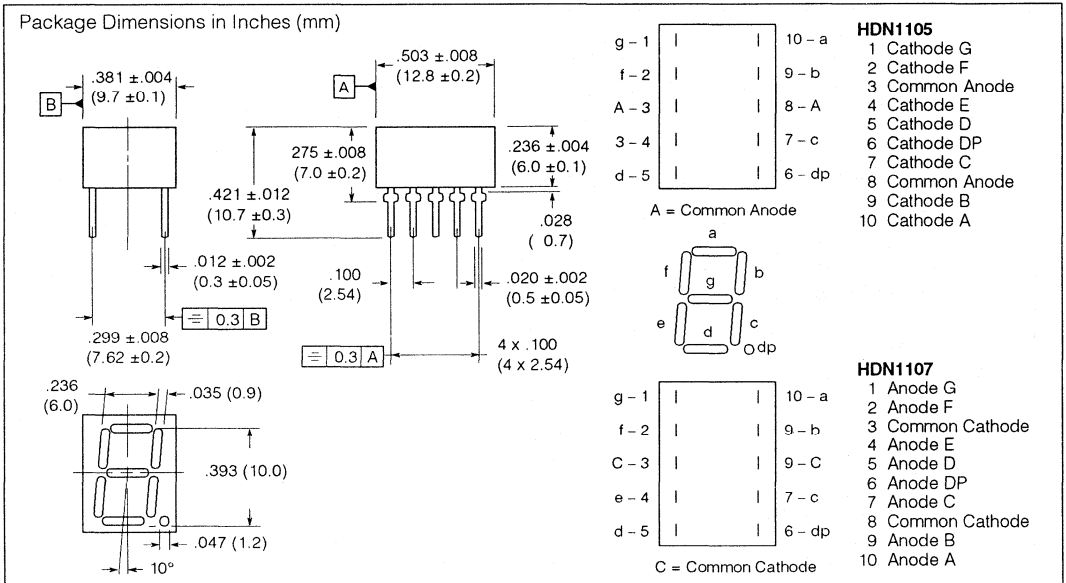 Package Dimensions in Inches (mm)
.381 ±.004
(9.7 ±0.1)
B
.503 ±.008
(12.8 ±0.2)
A
275 ±.008
(7.0 ±0.2)
.236 ±.004
(6.0 ±0.1)
.421 ±.012
(10.7 ±0.3)
.028
( 0.7)
.012 ±.002
(0.3 ±0.05)
.100
(2.54)
.020 ±.002
(0.5 ±0.05)
0.3 B
.299 ±.008
(7.62 ±0.2)
0.3 A
4 x .100
(4 x 2.54)
.236
(6.0)
.035 (0.9)
.393 (10.0)
.047 (1.2)
10°
g – 1 10 – a
f – 2 9 – b
A – 3 8 – A
3 – 4 7 – c
d – 5 6 – dp
A = Common Anode
a
f
b
g
e
d
c
dp
g – 1 10 – a
f – 2 9 – b
C – 3 9 – C
e – 4 7 – c
d – 5 6 – dp
C = Common Cathode
HDN1105
1 Cathode G
2 Cathode F
3 Common Anode
4 Cathode E
5 Cathode D
6 Cathode DP
7 Cathode C
8 Common Anode
9 Cathode B
10 Cathode A
HDN1107
1 Anode G
2 Anode F
3 Common Cathode
4 Anode E
5 Anode D
6 Anode DP
7 Anode C
8 Common Cathode
9 Anode B
10 Anode A